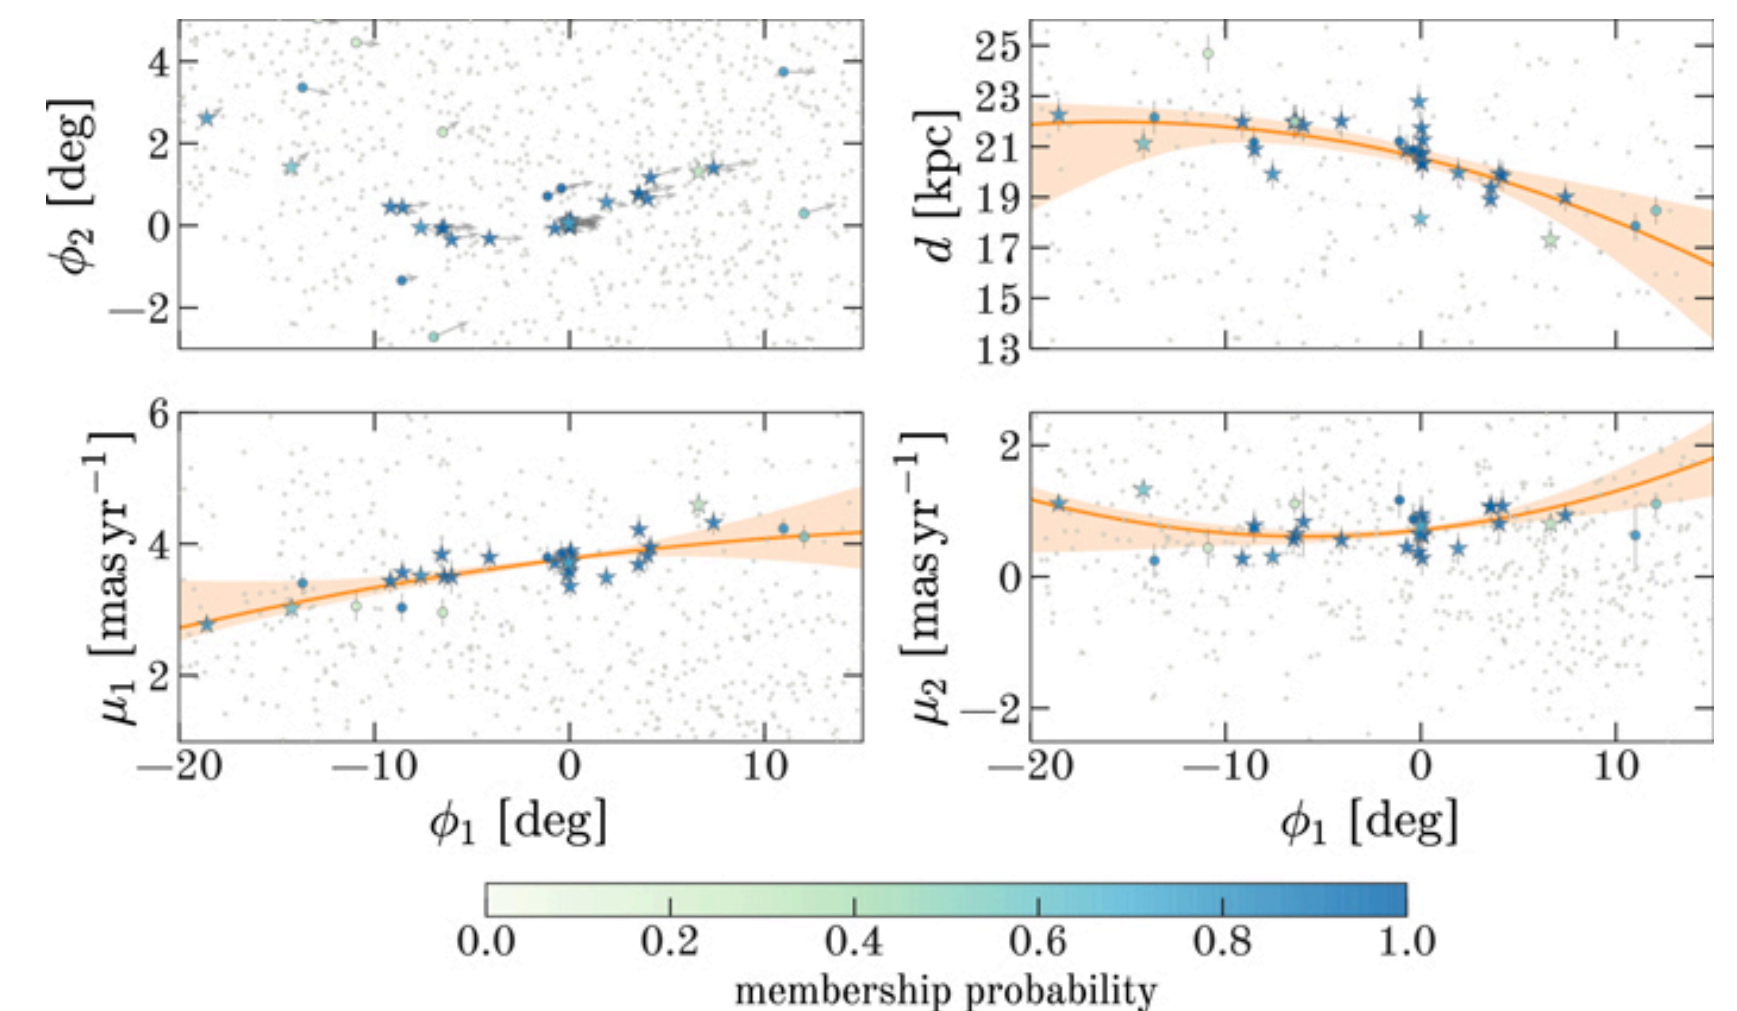 4
2
0
−2
ϕ2 [deg]
25
23
21
19
17
15
13
d [kpc]
6
4
2
μ1 [mas yr−1]
−20 −10 0 10
ϕ1 [deg]
2
0
−2
μ2 [mas yr−1]
−20 −10 0 10
ϕ1 [deg]
0.0 0.2 0.4 0.6 0.8 1.0
membership probability